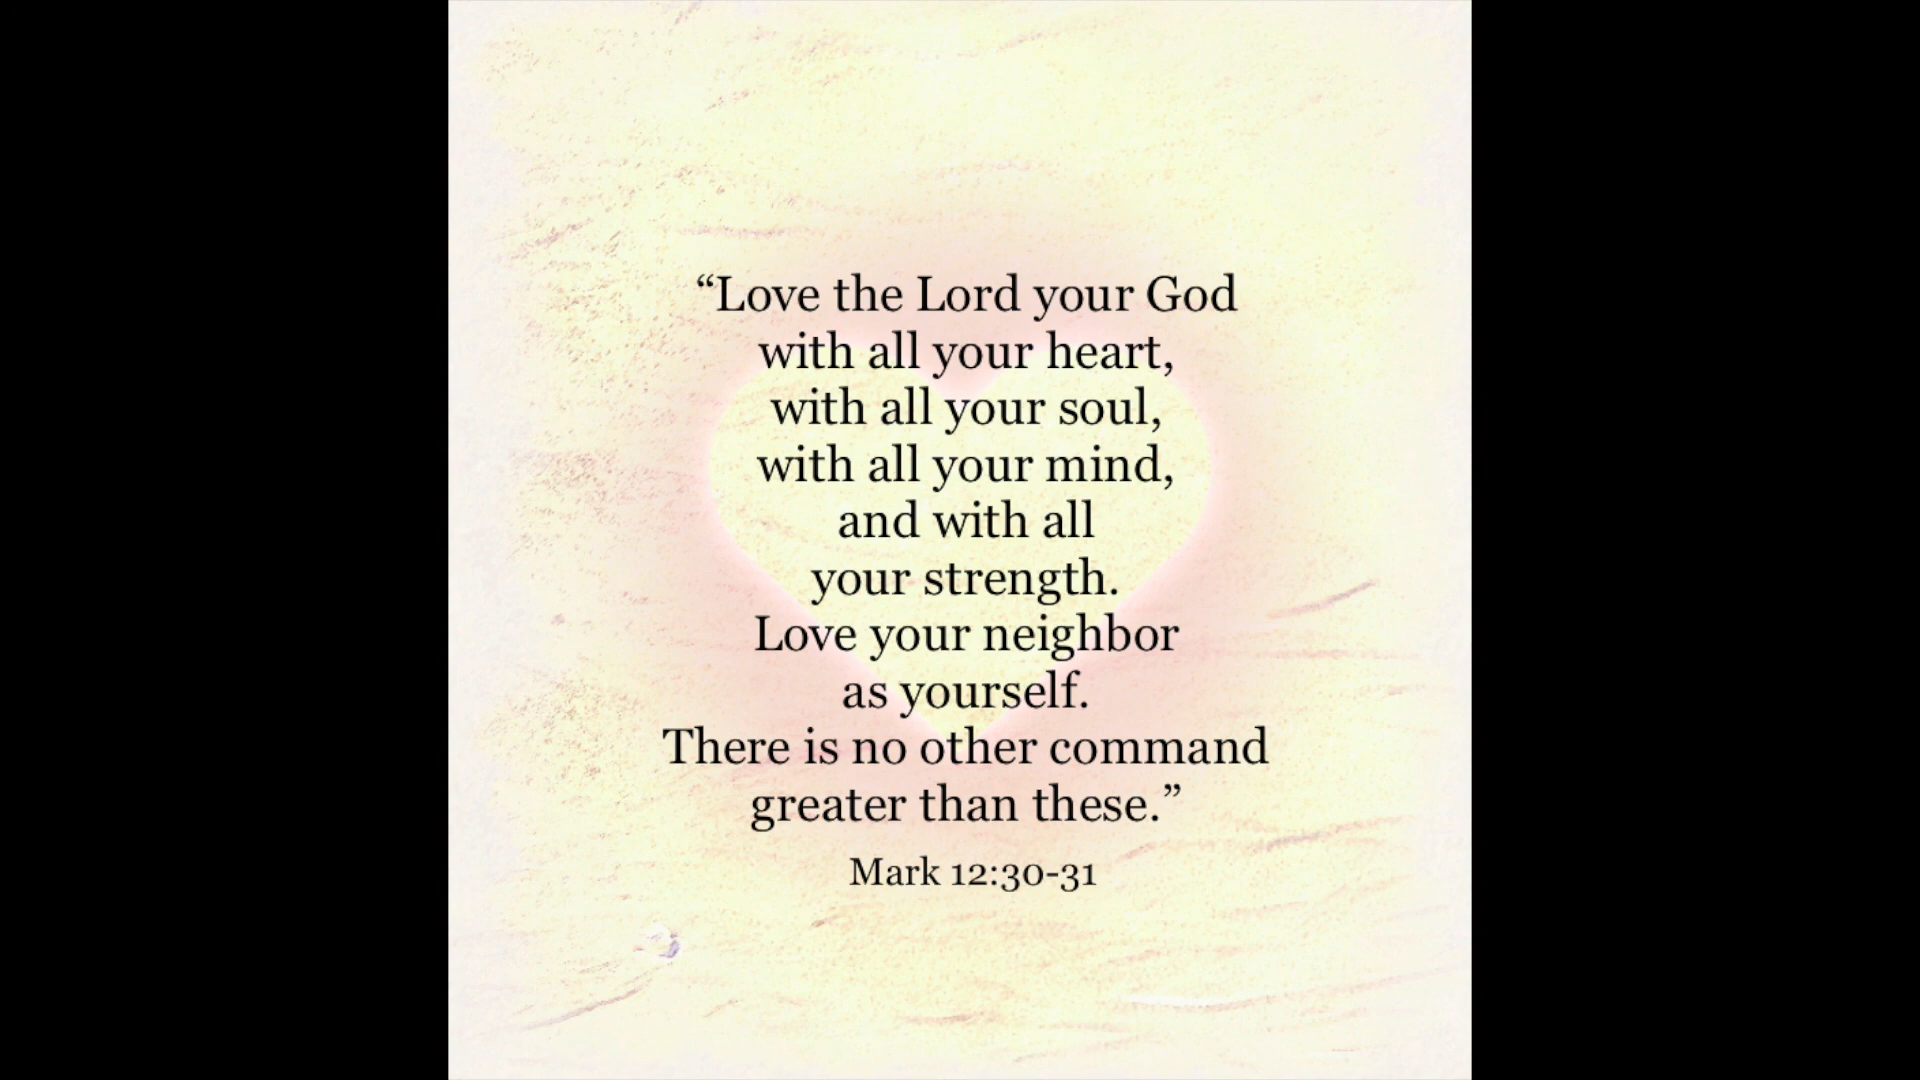 “Love the Lord your God
with all your heart,
with all your soul,
with all your mind,
and with all
your strength.
Love your neighbor
as yourself.
There is no other command
greater than these.”
Mark 12:30-31